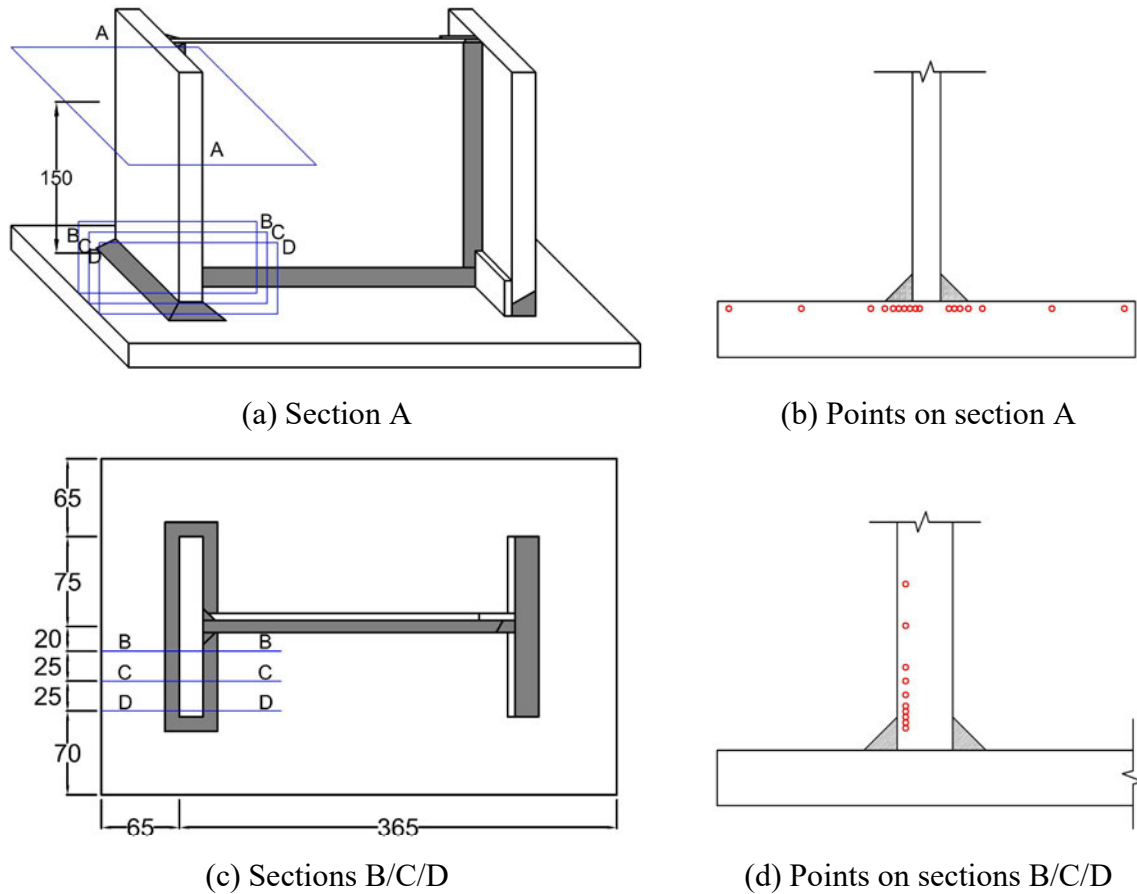 A
A
150
B
C
D
B
C
D
(a) Section A
(b) Points on section A
65
75
20
25
25
70
B
B
C
C
D
D
65
365
(c) Sections B/C/D
(d) Points on sections B/C/D